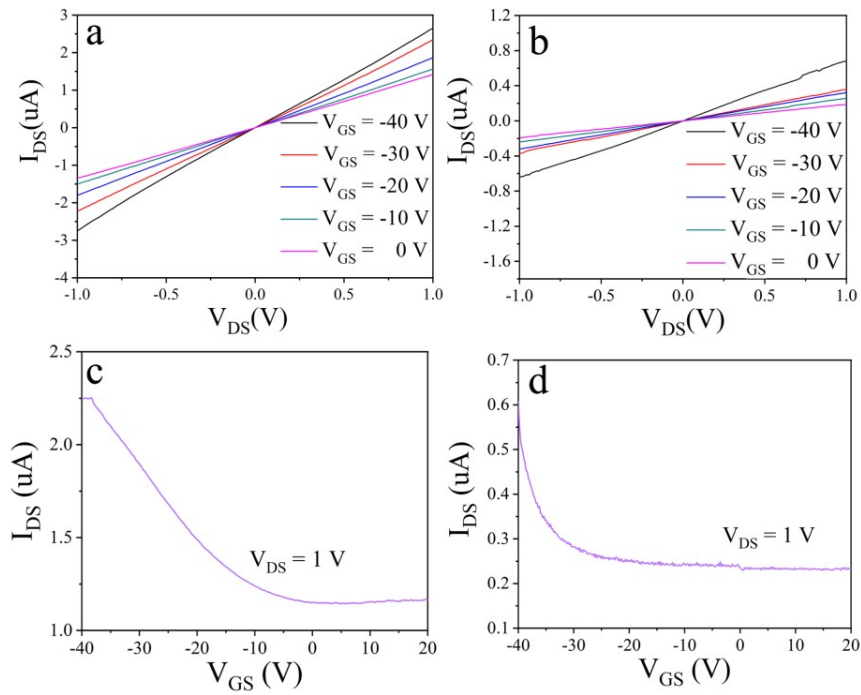 a
3
2
1
0
-1
-2
-3
-4
I_DS(uA)
V_GS = -40 V
V_GS = -30 V
V_GS = -20 V
V_GS = -10 V
V_GS = 0 V
-1.0 -0.5 0.0 0.5 1.0
V_DS(V)
b
1.2
0.8
0.4
0.0
-0.4
-0.8
-1.2
-1.6
I_DS(uA)
V_GS = -40 V
V_GS = -30 V
V_GS = -20 V
V_GS = -10 V
V_GS = 0 V
-1.0 -0.5 0.0 0.5 1.0
V_DS(V)
c
2.5
2.0
1.5
1.0
I_DS (uA)
V_DS = 1 V
-40 -30 -20 -10 0 10 20
V_GS (V)
d
0.7
0.6
0.5
0.4
0.3
0.2
0.1
I_DS (uA)
V_DS = 1 V
-40 -30 -20 -10 0 10 20
V_GS (V)